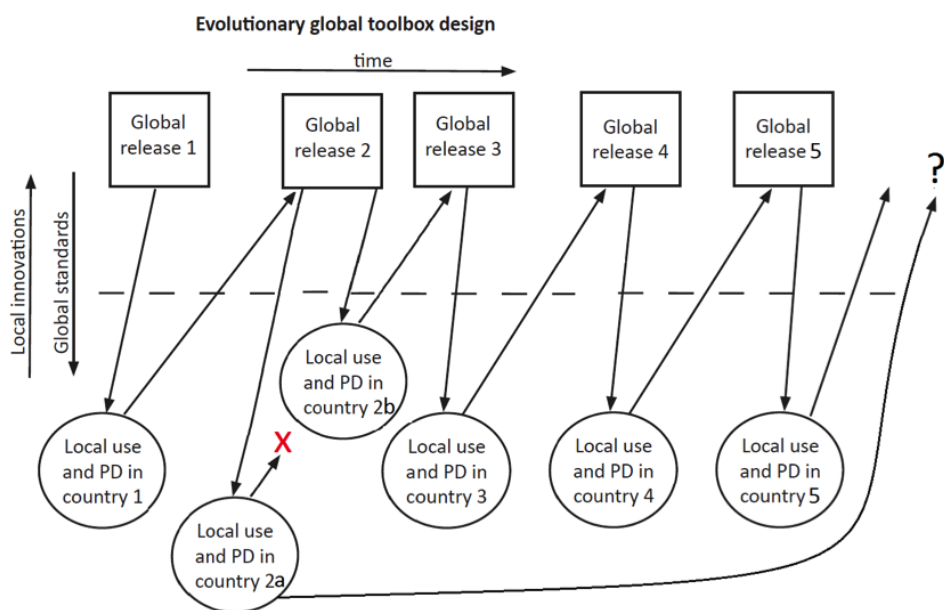 Evolutionary global toolbox design
time
Global
release 1
Global
release 2
Global
release 3
Global
release 4
Global
release 5
?
Local innovations
Global standards
Local use
and PD in
country 1
Local use
and PD in
country 2a
X
Local use
and PD in
country 2b
Local use
and PD in
country 3
Local use
and PD in
country 4
Local use
and PD in
country 5